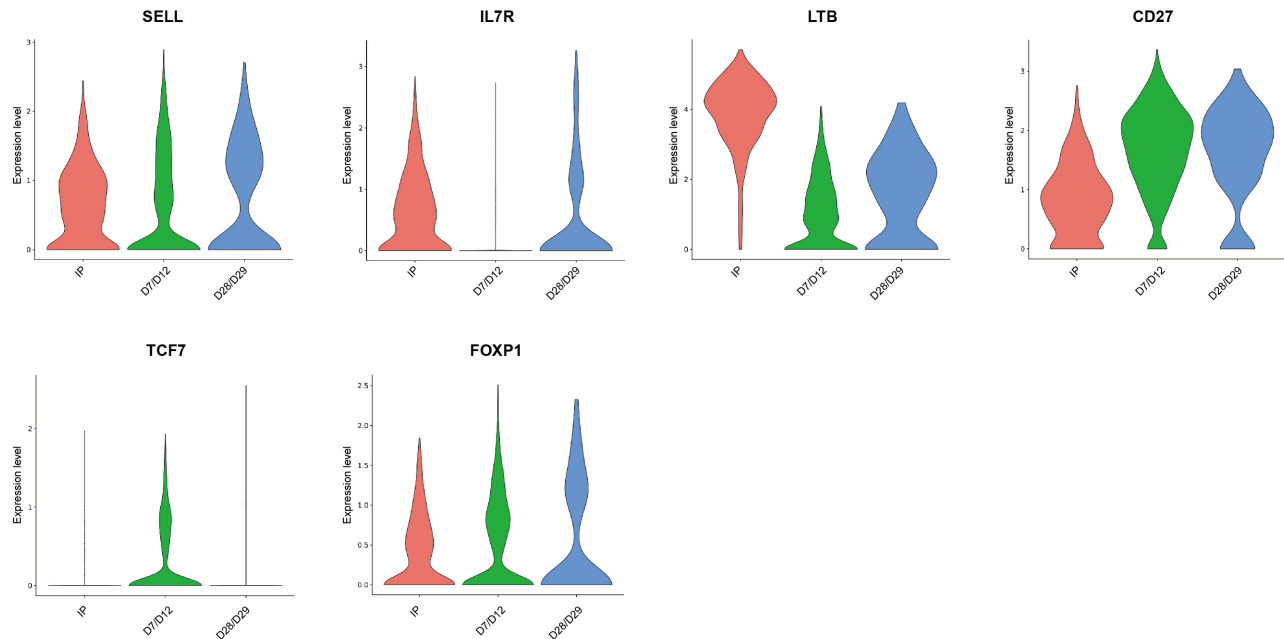 SELL
Expression level
3
2
1
0
IP
D7/D12
D28/D29
IL7R
Expression level
3
2
1
0
IP
D7/D12
D28/D29
LTB
Expression level
4
2
0
IP
D7/D12
D28/D29
CD27
Expression level
3
2
1
0
IP
D7/D12
D28/D29
TCF7
Expression level
2
1
0
IP
D7/D12
D28/D29
FOXP1
Expression level
2.5
2.0
1.5
1.0
0.5
0.0
IP
D7/D12
D28/D29